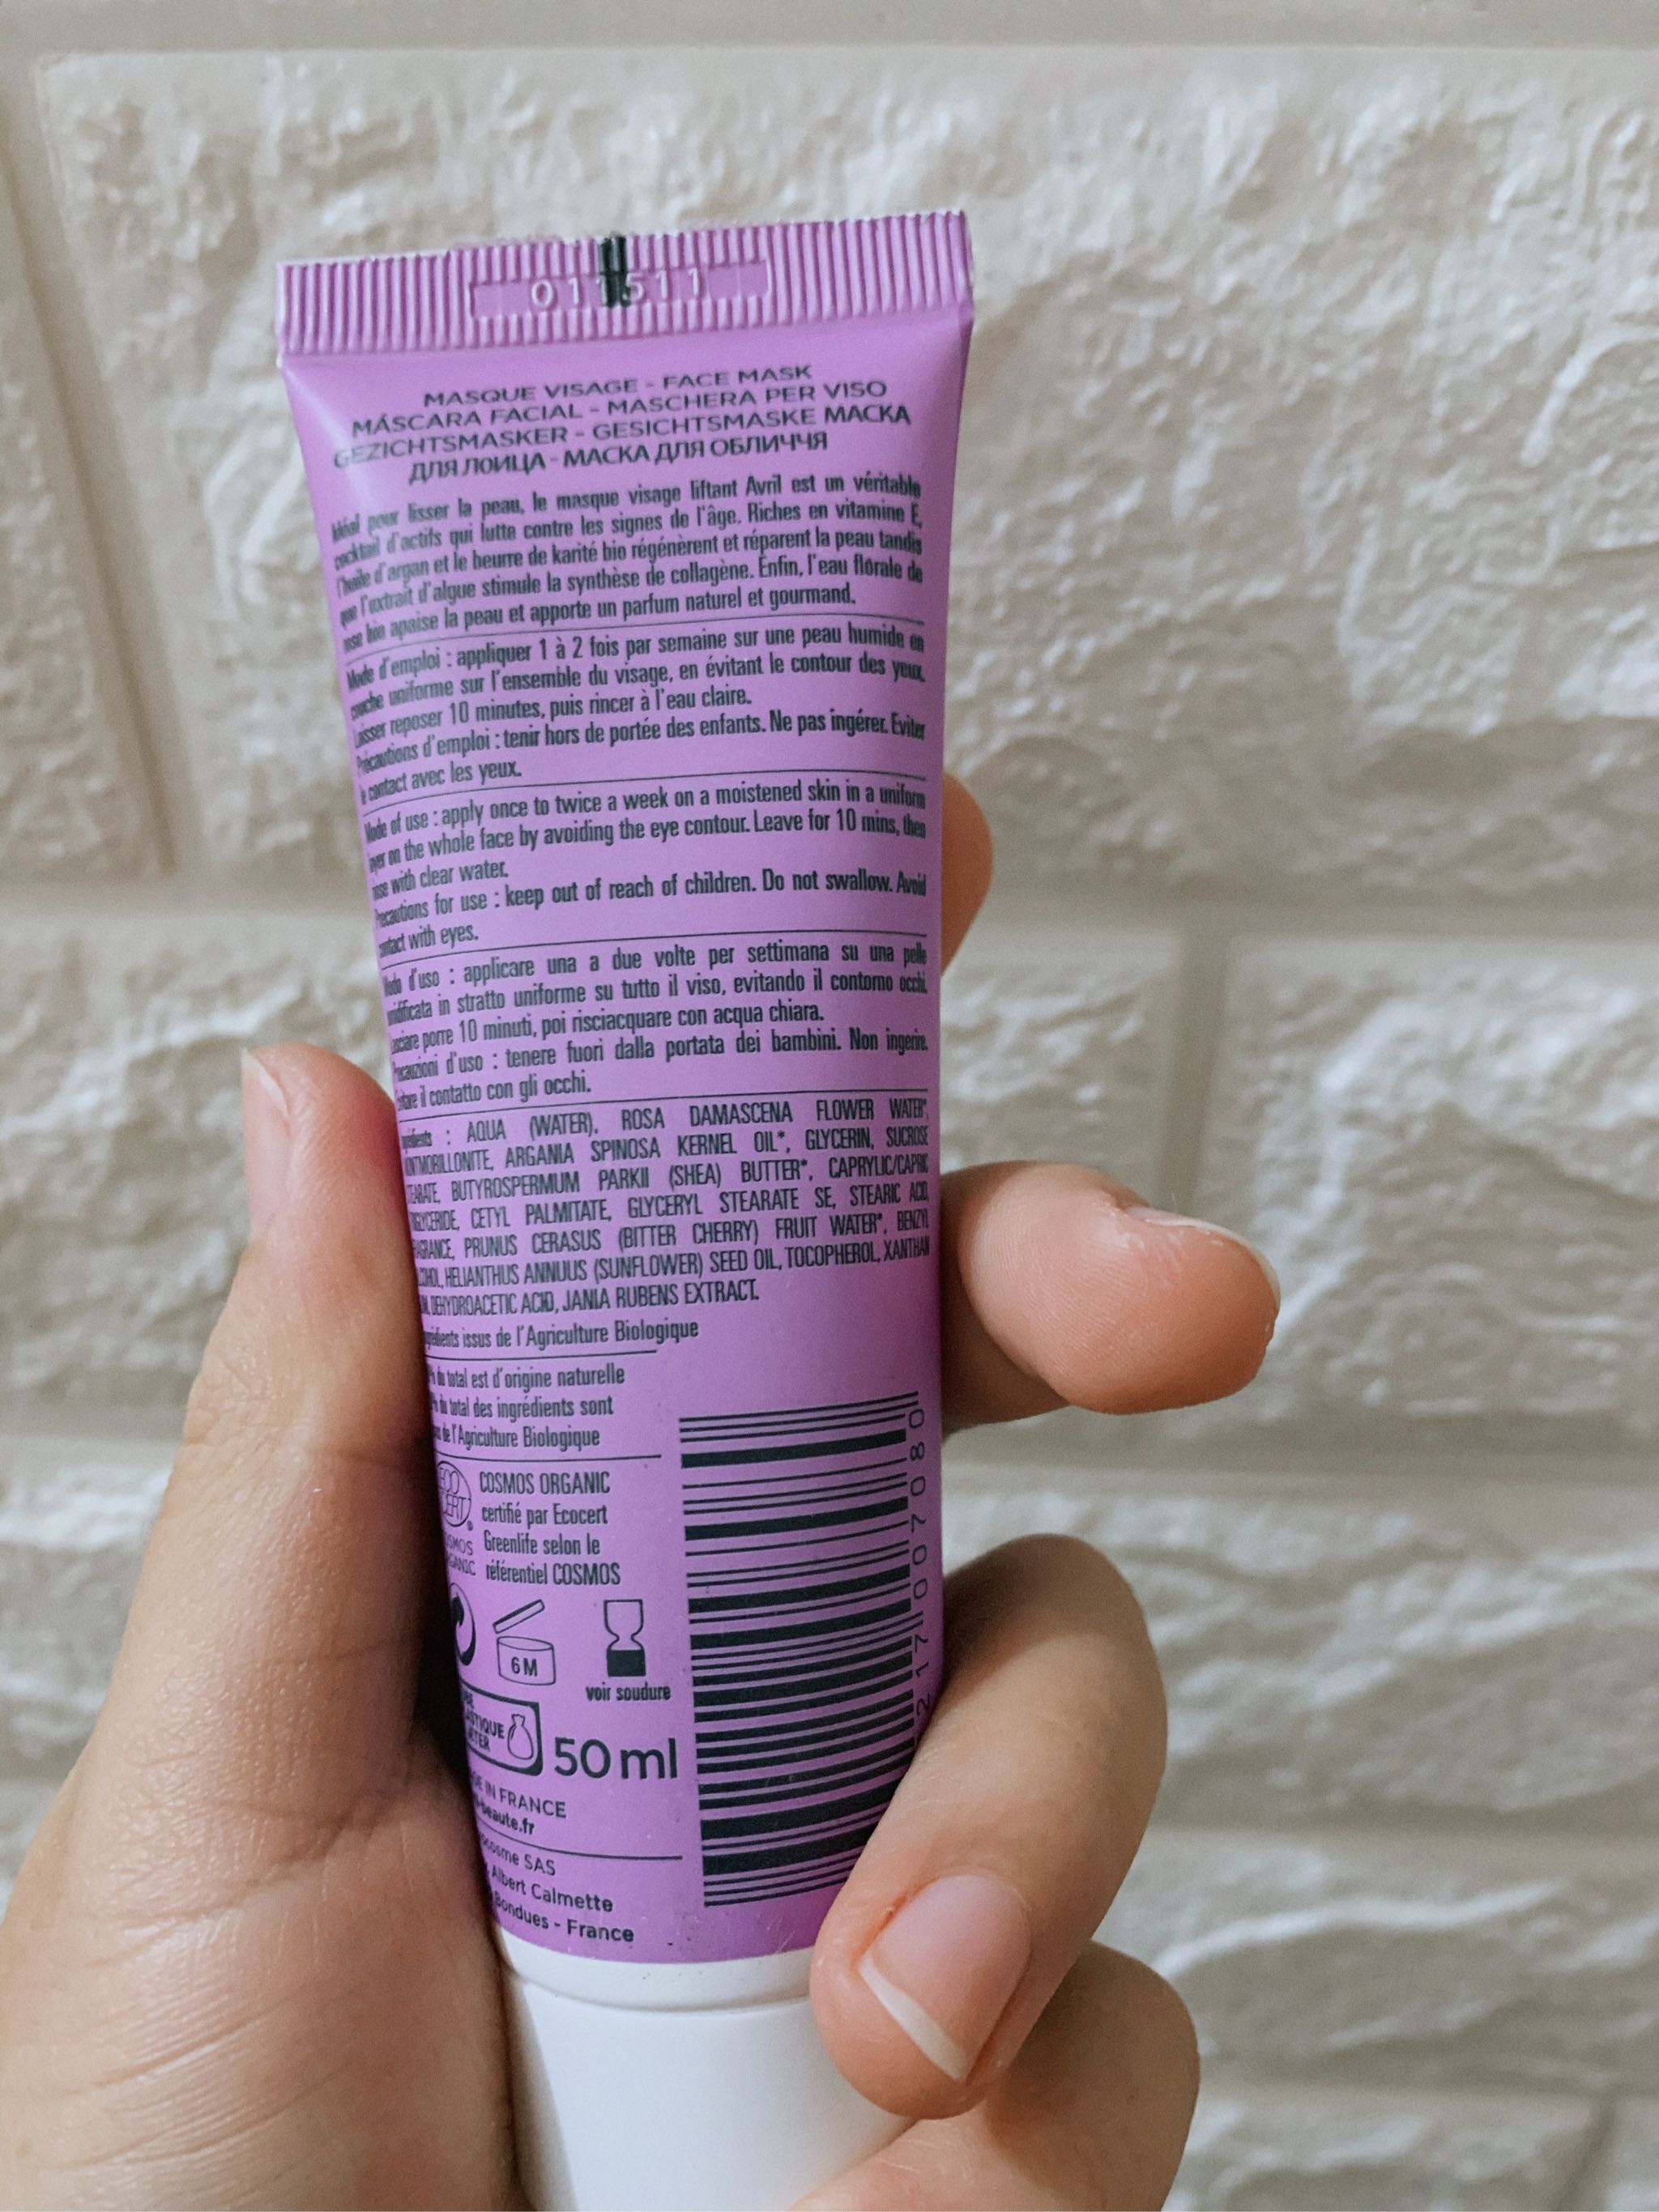 011511
MASQUE VISAGE - FACE MASK
MÁSCARA FACIAL - MASCHERA PER VISO
GEZICHTSMASKER - GESICHTSMASKE МАСКА
ДЛЯ ЛОИЦА - МАСКА ДЛЯ ОБЛИЧЧЯ
Idéal pour lisser la peau, le masque visage liftant Avril est un véritable
cocktail d'actifs qui lutte contre les signes de l'âge. Riches en vitamine E,
l'huile d'argan et le beurre de karité bio régénèrent et réparent la peau tandis
que l'extrait d'algue stimule la synthèse de collagène. Enfin, l'eau florale de
rose bio apaise la peau et apporte un parfum naturel et gourmand.
Mode d'emploi : appliquer 1 à 2 fois par semaine sur une peau humide en
couche uniforme sur l'ensemble du visage, en évitant le contour des yeux.
Laisser reposer 10 minutes, puis rincer à l'eau claire.
Précautions d'emploi : tenir hors de portée des enfants. Ne pas ingérer. Eviter
le contact avec les yeux.
Mode of use : apply once to twice a week on a moistened skin in a uniform
layer on the whole face by avoiding the eye contour. Leave for 10 mins, then
rinse with clear water.
Precautions for use : keep out of reach of children. Do not swallow. Avoid
contact with eyes.
Modo d'uso : applicare una a due volte per settimana su una pelle
umidificata in stratto uniforme su tutto il viso, evitando il contorno occhi.
Lasciare porre 10 minuti, poi risciacquare con acqua chiara.
Precauzioni d'uso : tenere fuori dalla portata dei bambini. Non ingerire.
Evitare il contatto con gli occhi.
Ingrédients : AQUA (WATER), ROSA DAMASCENA FLOWER WATER*,
MONTMORILLONITE, ARGANIA SPINOSA KERNEL OIL*, GLYCERIN, SUCROSE
STEARATE, BUTYROSPERMUM PARKII (SHEA) BUTTER*, CAPRYLIC/CAPRIC
TRIGLYCERIDE, CETYL PALMITATE, GLYCERYL STEARATE SE, STEARIC ACID,
FRAGRANCE, PRUNUS CERASUS (BITTER CHERRY) FRUIT WATER*, BENZYL
ALCOHOL, HELIANTHUS ANNUUS (SUNFLOWER) SEED OIL, TOCOPHEROL, XANTHAN
DEHYDROACETIC ACID, JANIA RUBENS EXTRACT.
ingrédients issus de l'Agriculture Biologique
du total est d'origine naturelle
du total des ingrédients sont
de l'Agriculture Biologique
ECO CERT
COSMOS ORGANIC
COSMOS ORGANIC
certifié par Ecocert
Greenlife selon le
référentiel COSMOS
6M
voir soudure
50 ml
IN FRANCE
beaute.fr
SAS
Albert Calmette
Bondues - France
217007080